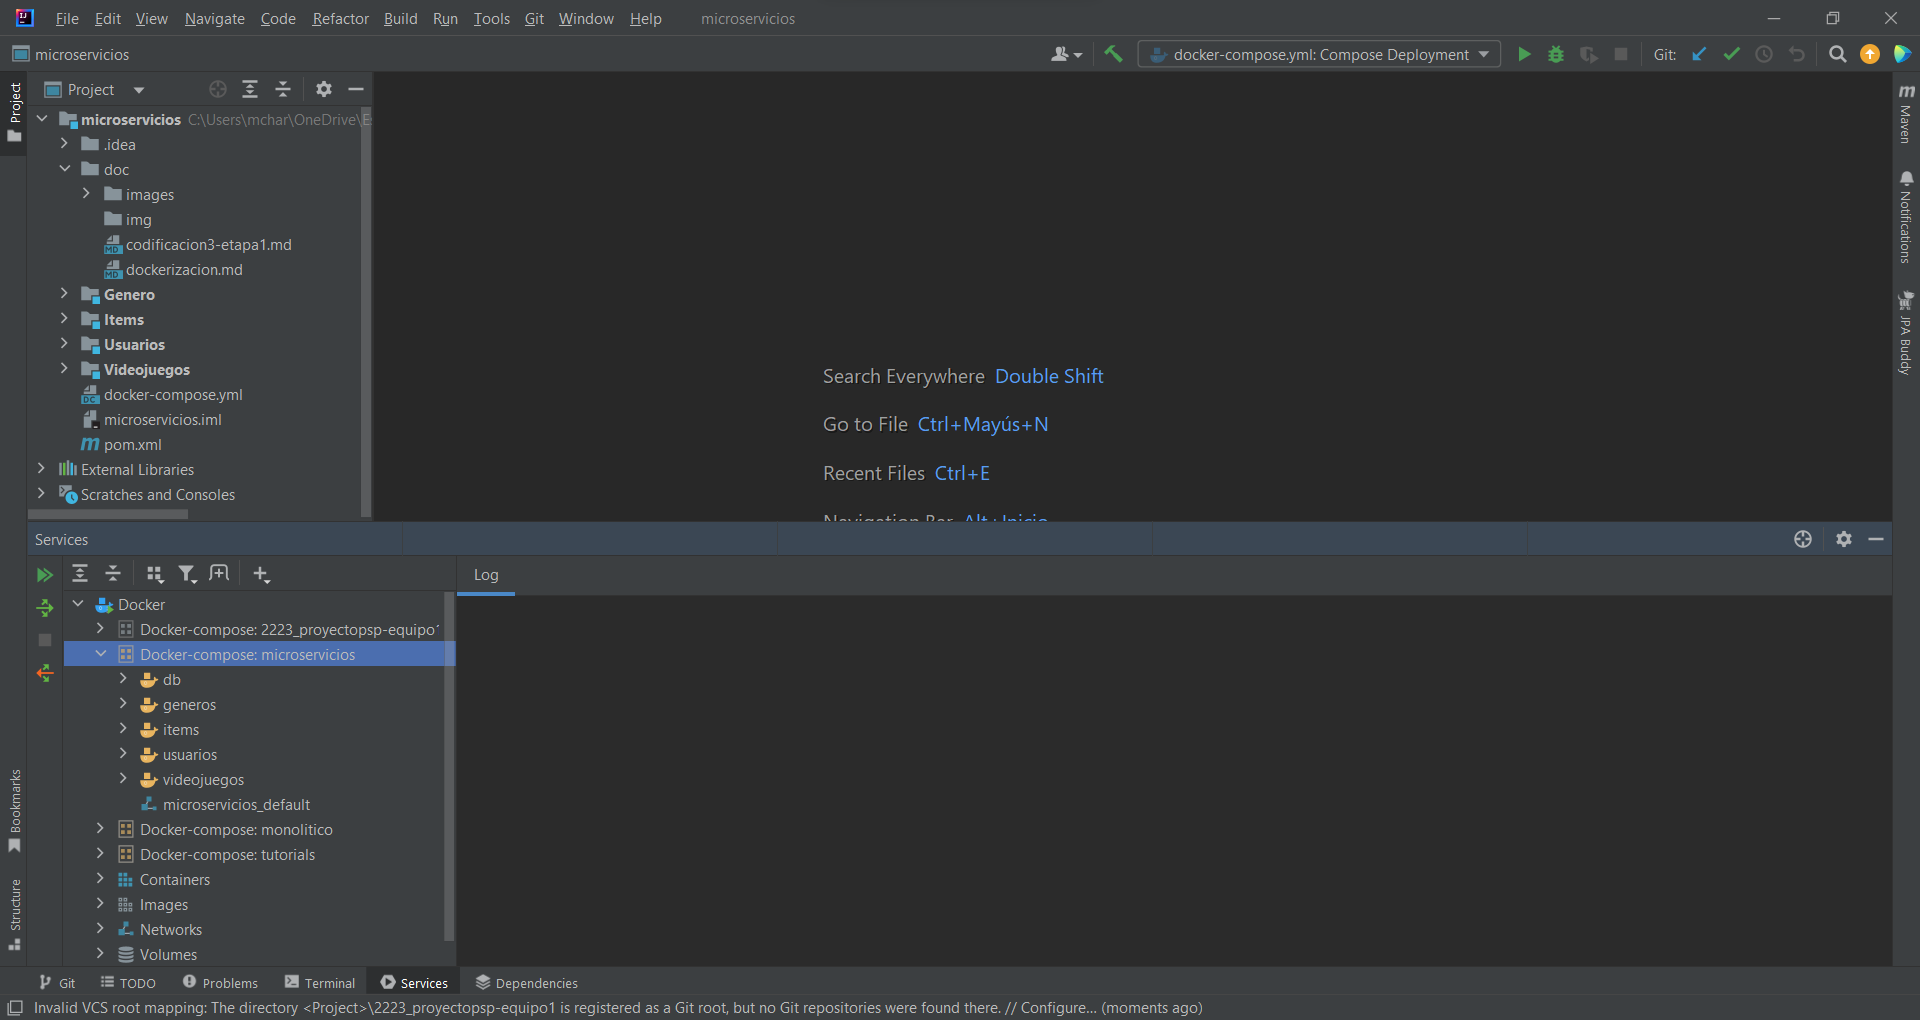 File Edit View Navigate Code Refactor Build Run Tools Git Window Help microservicios
microservicios
docker-compose.yml: Compose Deployment
Git:
Project
Project
microservicios C:\Users\mchar\OneDrive\E
.idea
doc
images
img
codificacion3-etapa1.md
dockerizacion.md
Genero
Items
Usuarios
Videojuegos
docker-compose.yml
microservicios.iml
pom.xml
External Libraries
Scratches and Consoles
Search Everywhere Double Shift
Go to File Ctrl+Mayús+N
Recent Files Ctrl+E
Navigation Bar Alt+Inicio
Maven
Notifications
JPA Buddy
Services
Log
Docker
Docker-compose: 2223_proyectopsp-equipo1
Docker-compose: microservicios
db
generos
items
usuarios
videojuegos
microservicios_default
Docker-compose: monolitico
Docker-compose: tutorials
Containers
Images
Networks
Volumes
Bookmarks
Structure
Git TODO Problems Terminal Services Dependencies
Invalid VCS root mapping: The directory <Project>\2223_proyectopsp-equipo1 is registered as a Git root, but no Git repositories were found there. // Configure... (moments ago)